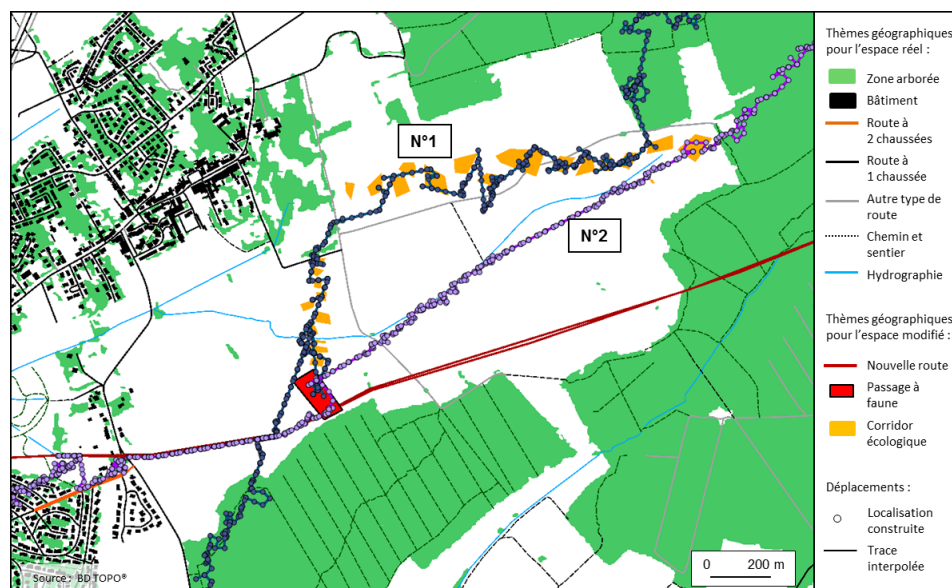 N°1
N°2
0 200 m
Source : BD TOPO®
Thèmes géographiques
pour l'espace réel :
Zone arborée
Bâtiment
Route à
2 chaussées
Route à
1 chaussée
Autre type de
route
Chemin et
sentier
Hydrographie
Thèmes géographiques
pour l'espace modifié :
Nouvelle route
Passage à
faune
Corridor
écologique
Déplacements :
Localisation
construite
Trace
interpolée